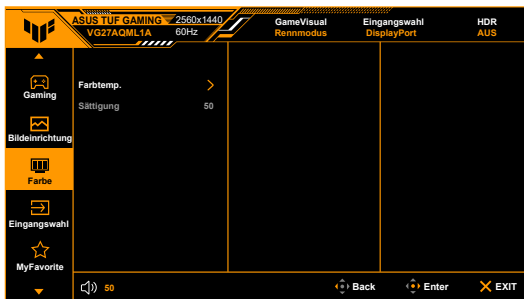 ASUS TUF GAMING 2560x1440
VG27AQML1A 60Hz
GameVisual
Rennmodus
Eingangswahl
DisplayPort
HDR
AUS
Gaming
Bildeinrichtung
Farbe
Eingangswahl
MyFavorite
Farbtemp.
Sättigung 50
50
Back
Enter
EXIT